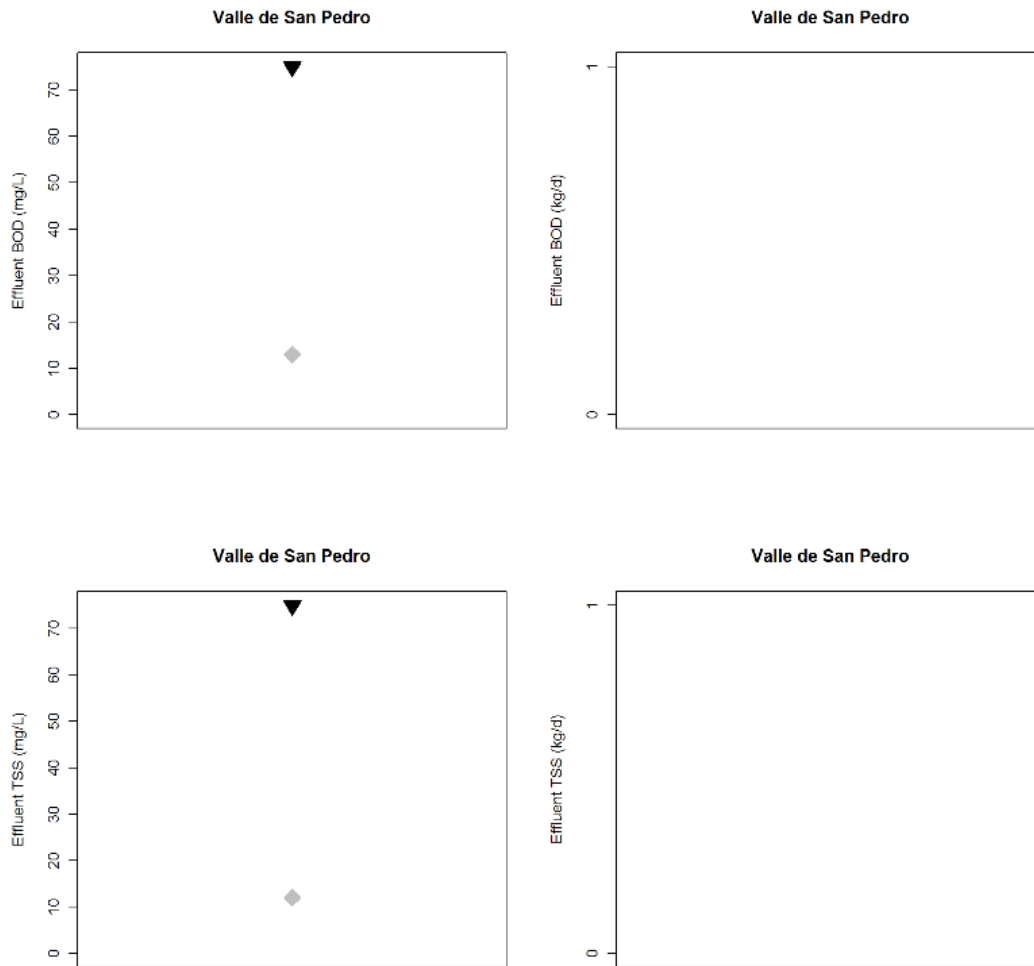 Valle de San Pedro
Effluent BOD (mg/L)
70
60
50
40
30
20
10
0
Valle de San Pedro
Effluent BOD (kg/d)
1
0
Valle de San Pedro
Effluent TSS (mg/L)
70
60
50
40
30
20
10
0
Valle de San Pedro
Effluent TSS (kg/d)
1
0